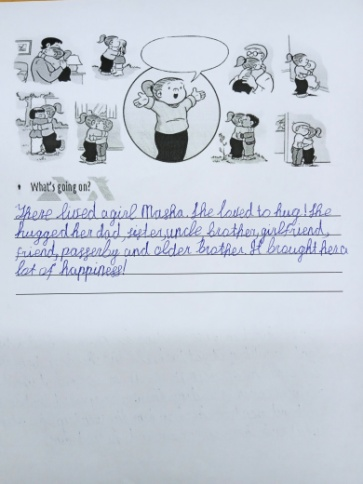 What's going on?
There lived a girl Masha. She loved to hug! She
hugged her dad, sister, uncle brother, girlfriend,
friend, passerby and older brother. It brought her a
lot of happiness!